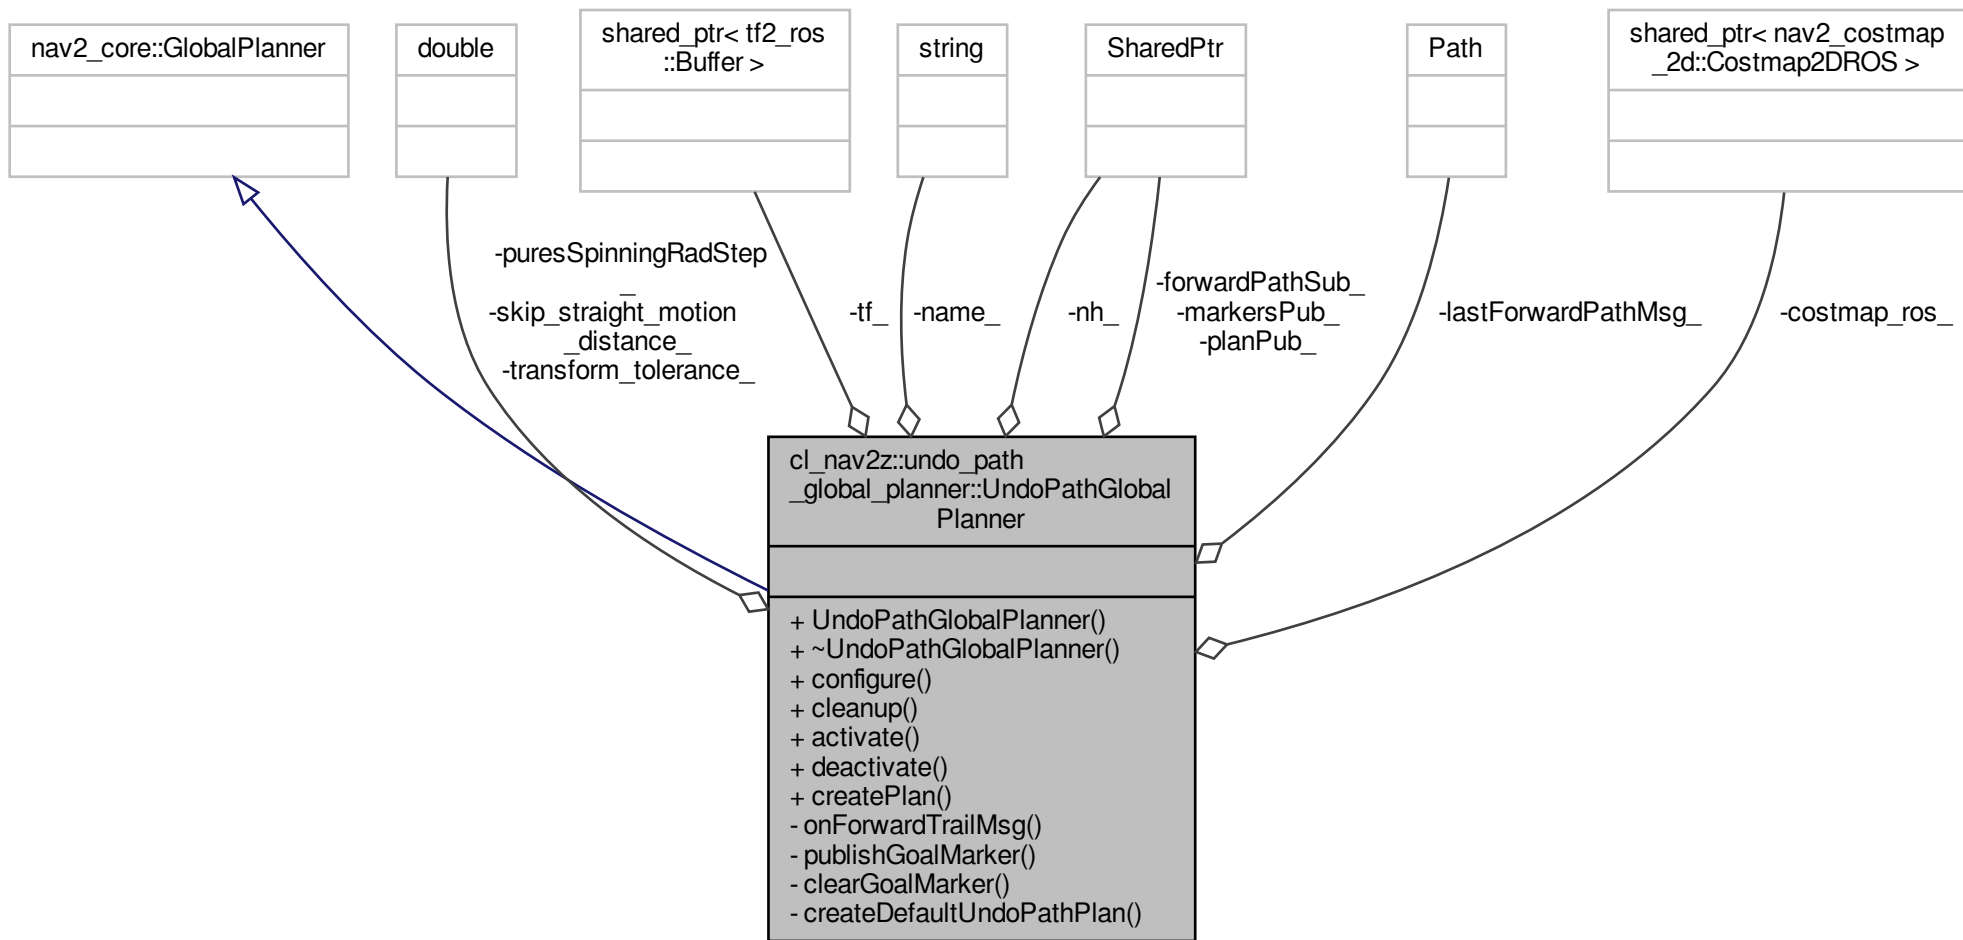 nav2_core::GlobalPlanner
double
shared_ptr< tf2_ros
::Buffer >
string
SharedPtr
Path
shared_ptr< nav2_costmap
_2d::Costmap2DROS >
-puresSpinningRadStep
_
-skip_straight_motion
_distance_
-transform_tolerance_
-tf_
-name_
-nh_
-forwardPathSub_
-markersPub_
-planPub_
-lastForwardPathMsg_
-costmap_ros_
cl_nav2z::undo_path
_global_planner::UndoPathGlobal
Planner
+ UndoPathGlobalPlanner()
+ ~UndoPathGlobalPlanner()
+ configure()
+ cleanup()
+ activate()
+ deactivate()
+ createPlan()
- onForwardTrailMsg()
- publishGoalMarker()
- clearGoalMarker()
- createDefaultUndoPathPlan()